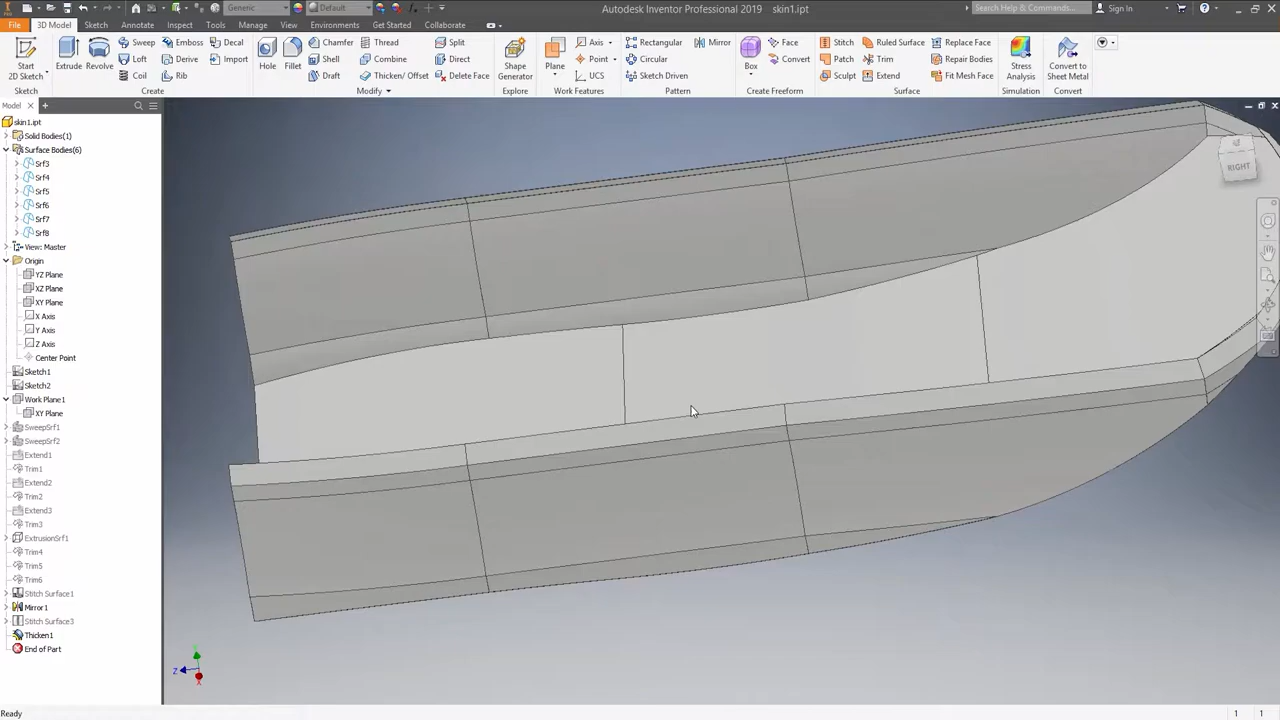 Generic
Default
Autodesk Inventor Professional 2019 skin1.ipt
Search Help & Commands...
Sign In
File 3D Model Sketch Annotate Inspect Tools Manage View Environments Get Started Collaborate
Start
2D Sketch
Extrude
Revolve
Sweep Emboss Decal
Loft Derive Import
Coil Rib
Create
Hole
Fillet
Chamfer Thread Split
Shell Combine Direct
Draft Thicken/ Offset Delete Face
Modify
Shape
Generator
Explore
Plane
Axis
Point
UCS
Work Features
Rectangular Mirror
Circular
Sketch Driven
Pattern
Box
Face
Convert
Create Freeform
Stitch Ruled Surface Replace Face
Patch Trim Repair Bodies
Sculpt Extend Fit Mesh Face
Surface
Stress
Analysis
Simulation
Convert to
Sheet Metal
Convert
Model
skin1.ipt
Solid Bodies(1)
Surface Bodies(6)
Srf3
Srf4
Srf5
Srf6
Srf7
Srf8
View: Master
Origin
YZ Plane
XZ Plane
XY Plane
X Axis
Y Axis
Z Axis
Center Point
Sketch1
Sketch2
Work Plane1
XY Plane
SweepSrf1
SweepSrf2
Extend1
Trim1
Extend2
Trim2
Extend3
Trim3
ExtrusionSrf1
Trim4
Trim5
Trim6
Stitch Surface1
Mirror1
Stitch Surface3
Thicken1
End of Part
RIGHT
Z
X
Ready
1 1